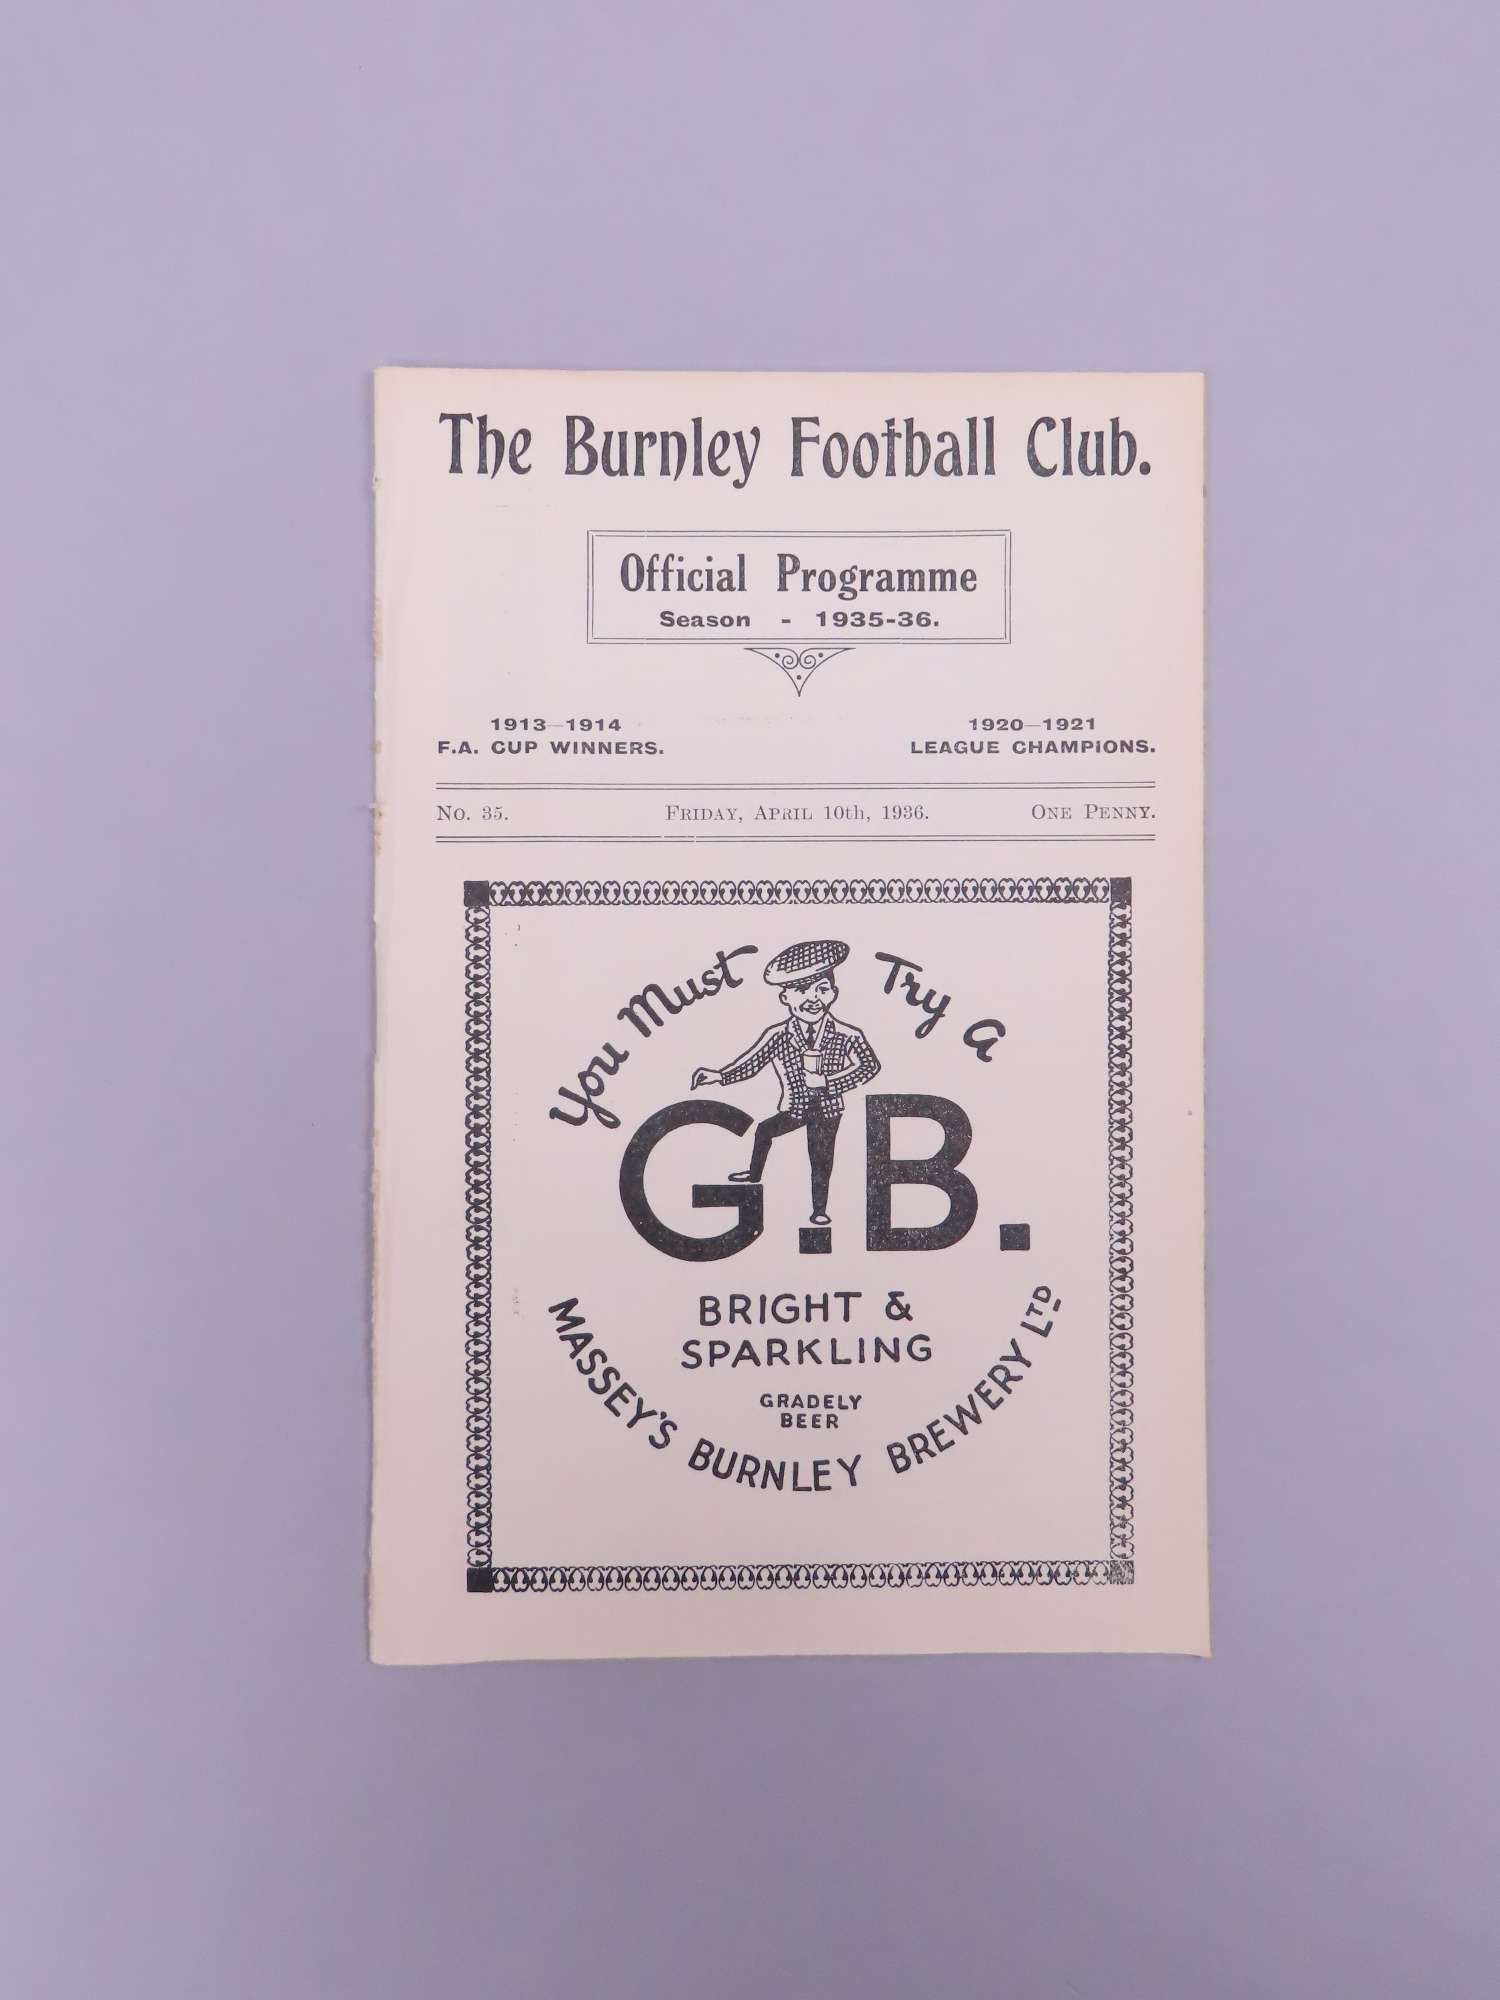 The Burnley Football Club.
Official Programme
Season - 1935-36.
1913—1914
F.A. CUP WINNERS.
1920—1921
LEAGUE CHAMPIONS.
No. 35. Friday, April 10th, 1936. One Penny.
You Must Try A
G.B.
BRIGHT &
SPARKLING
GRADELY
BEER
MASSEY'S BURNLEY BREWERY LTD